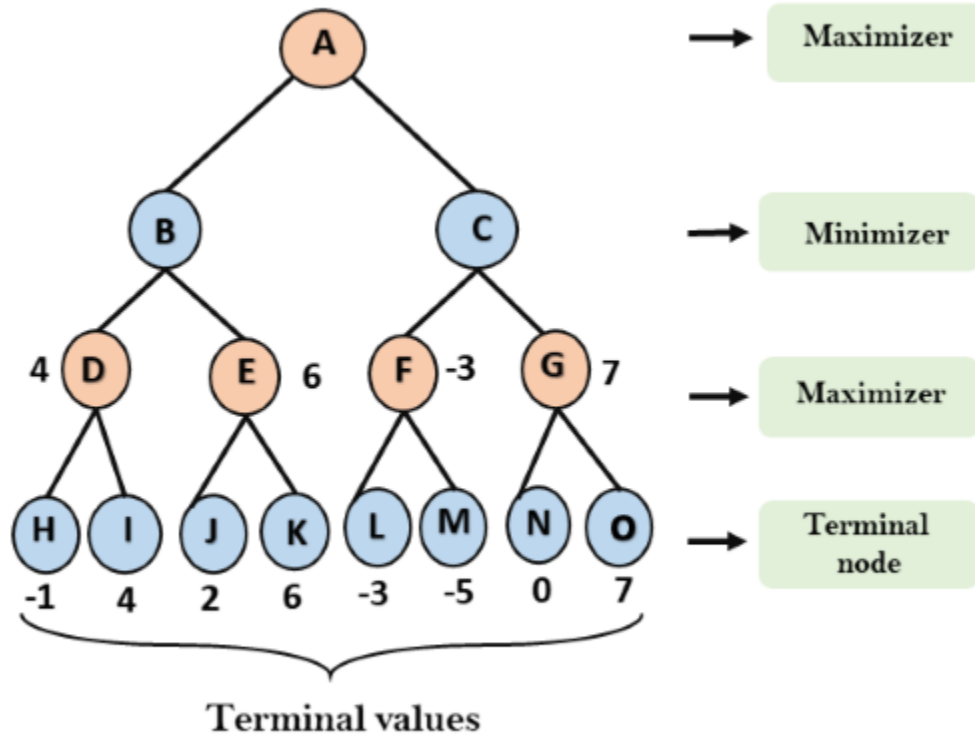 A
Maximizer
B
C
Minimizer
4 D
E 6
F -3
G 7
Maximizer
H I J K L M N O
Terminal
node
-1 4 2 6 -3 -5 0 7
Terminal values